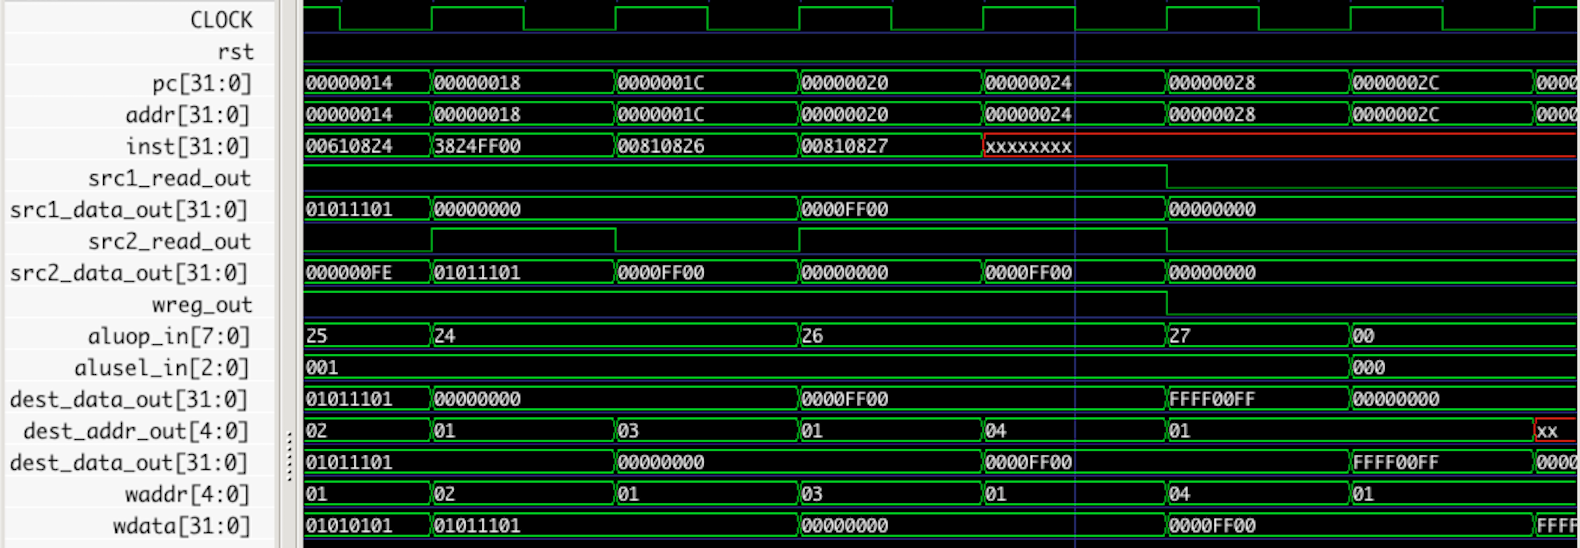 CLOCK
rst
pc[31:0] 00000014 00000018 0000001C 00000020 00000024 00000028 0000002C 0000
addr[31:0] 00000014 00000018 0000001C 00000020 00000024 00000028 0000002C 0000
inst[31:0] 00610824 3824FF00 00810826 00810827 xxxxxxxx
src1_read_out
src1_data_out[31:0] 01011101 00000000 0000FF00 00000000
src2_read_out
src2_data_out[31:0] 000000FE 01011101 0000FF00 00000000 0000FF00 00000000
wreg_out
aluop_in[7:0] 25 24 26 27 00
alusel_in[2:0] 001 000
dest_data_out[31:0] 01011101 00000000 0000FF00 FFFF00FF 00000000
dest_addr_out[4:0] 02 01 03 01 04 01 xx
dest_data_out[31:0] 01011101 00000000 0000FF00 FFFF00FF 0000
waddr[4:0] 01 02 01 03 01 04 01
wdata[31:0] 01010101 01011101 00000000 0000FF00 FFFF